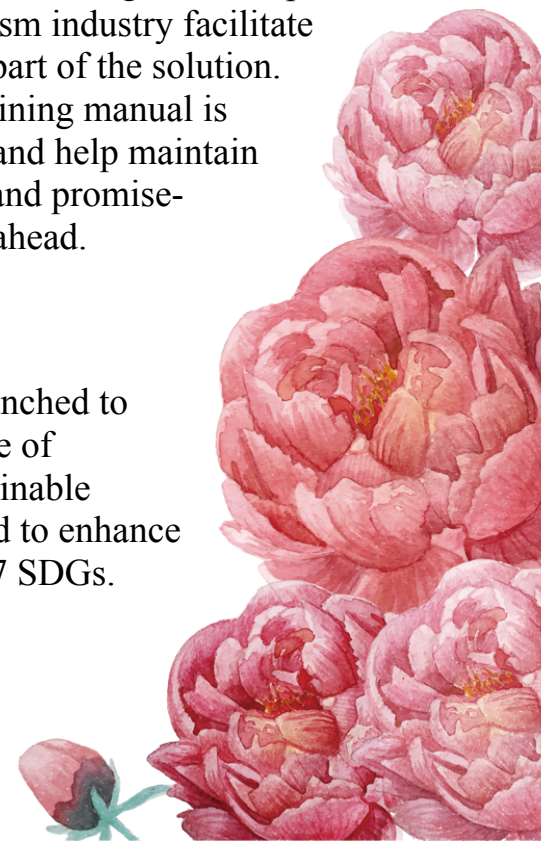 sm industry facilitate
part of the solution.
ining manual is
and help maintain
and promise-
ahead.
nched to
e of
inable
d to enhance
7 SDGs.